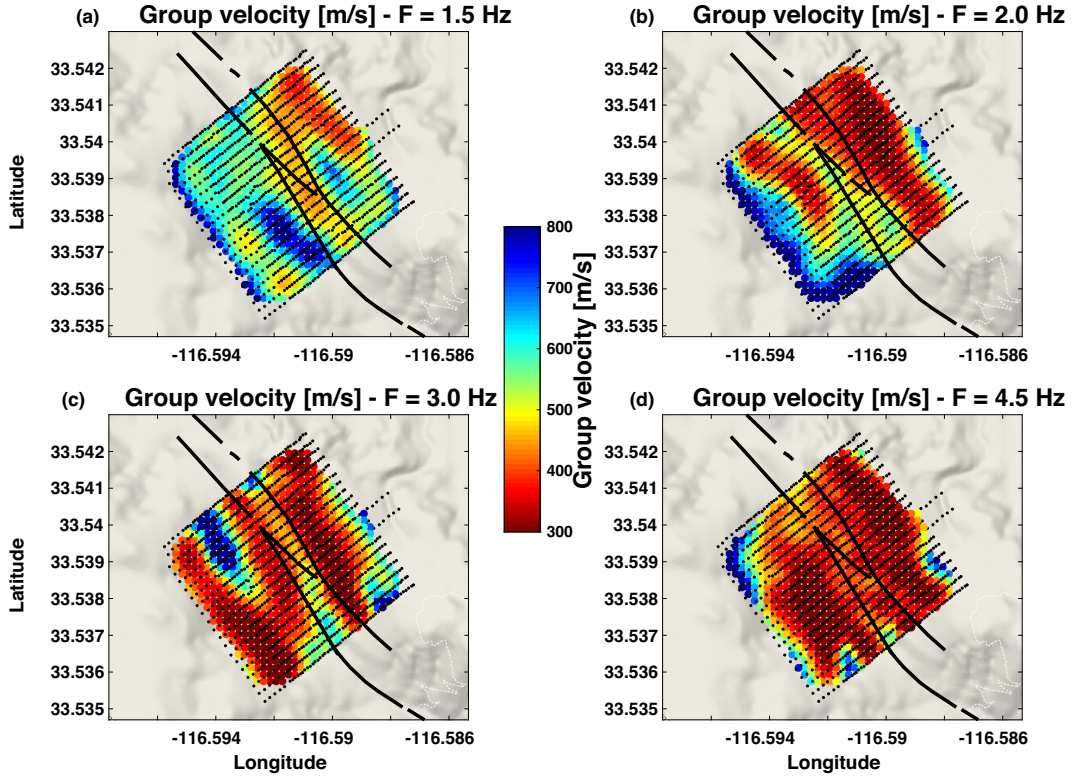 (a) Group velocity [m/s] - F = 1.5 Hz
(b) Group velocity [m/s] - F = 2.0 Hz
33.542
33.541
33.54
33.539
33.538
33.537
33.536
33.535
Latitude
-116.594 -116.59 -116.586
33.542
33.541
33.54
33.539
33.538
33.537
33.536
33.535
-116.594 -116.59 -116.586
800
700
600
500
400
300
Group velocity [m/s]
(c) Group velocity [m/s] - F = 3.0 Hz
(d) Group velocity [m/s] - F = 4.5 Hz
33.542
33.541
33.54
33.539
33.538
33.537
33.536
33.535
Latitude
-116.594 -116.59 -116.586
Longitude
33.542
33.541
33.54
33.539
33.538
33.537
33.536
33.535
-116.594 -116.59 -116.586
Longitude